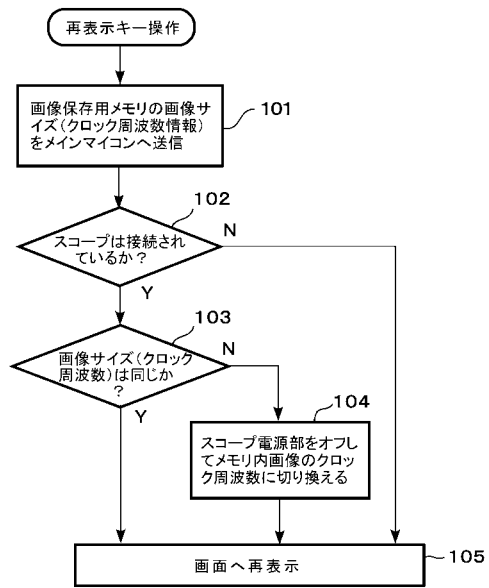 再表示キー操作
画像保存用メモリの画像サ
イズ(クロック周波数情報)
をメインマイコンへ送信
101
102
スコープは接続され
ているか?
N
Y
103
画像サイズ(クロック
周波数)は同じか
?
N
Y
104
スコープ電源部をオフし
てメモリ内画像のクロッ
ク周波数に切り換える
画面へ再表示
105